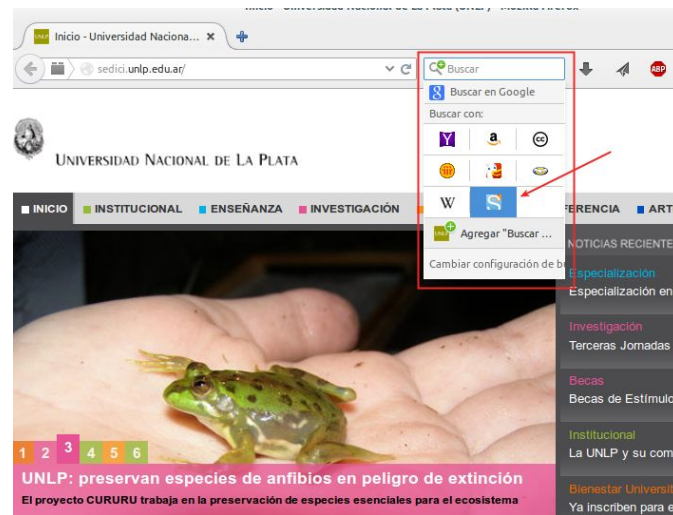 Inicio - Universidad Naciona...
sedici.unlp.edu.ar/
Buscar
ABP
Buscar en Google
Buscar con:
UNIVERSIDAD NACIONAL DE LA PLATA
INICIO INSTITUCIONAL ENSEÑANZA INVESTIGACIÓN FERENCIA ART
Agregar "Buscar ...
Cambiar configuración de b
NOTICIAS RECIENTE
Especialización
Especialización en
Investigación
Terceras Jornadas
Becas
Becas de Estímulo
Institucional
La UNLP y su com
Bienestar Universit
Ya inscriben para e
1 2 3 4 5 6
UNLP: preservan especies de anfibios en peligro de extinción
El proyecto CURURU trabaja en la preservación de especies esenciales para el ecosistema